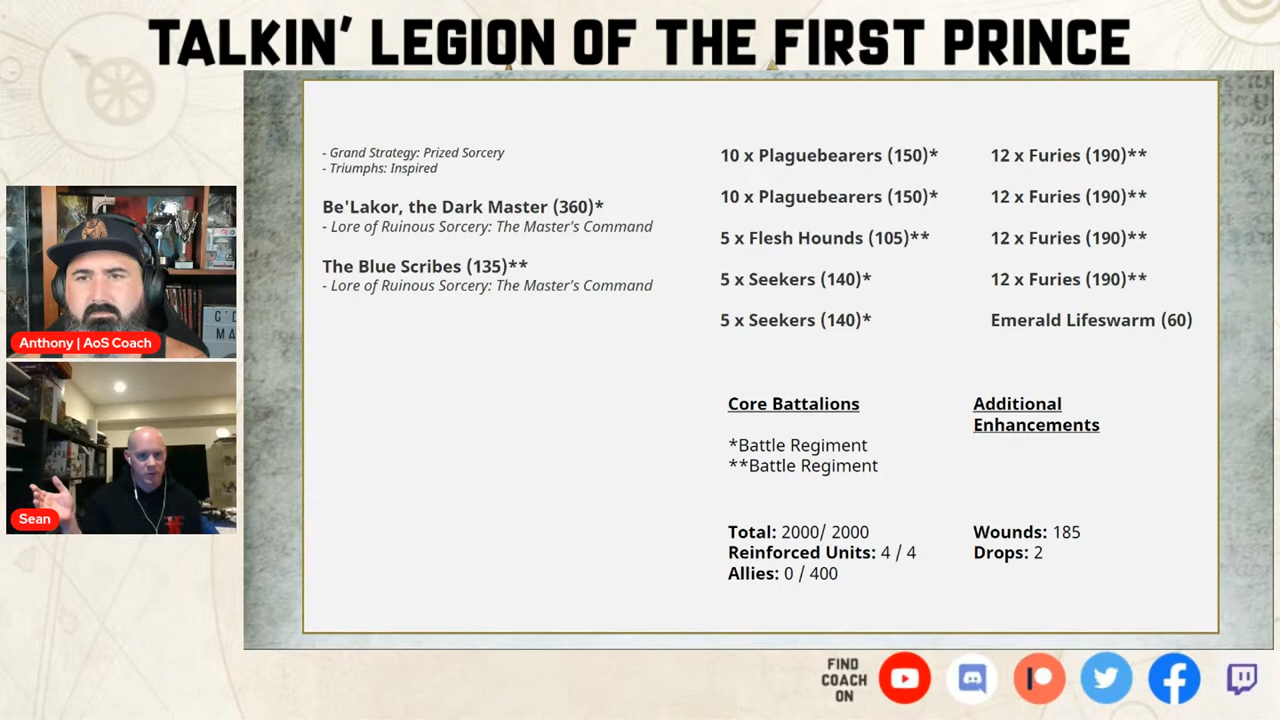 TALKIN' LEGION OF THE FIRST PRINCE
- Grand Strategy: Prized Sorcery
- Triumphs: Inspired
Be'Lakor, the Dark Master (360)*
- Lore of Ruinous Sorcery: The Master's Command
The Blue Scribes (135)**
- Lore of Ruinous Sorcery: The Master's Command
10 x Plaguebearers (150)*
10 x Plaguebearers (150)*
5 x Flesh Hounds (105)**
5 x Seekers (140)*
5 x Seekers (140)*
12 x Furies (190)**
12 x Furies (190)**
12 x Furies (190)**
12 x Furies (190)**
Emerald Lifeswarm (60)
Core Battalions
*Battle Regiment
**Battle Regiment
Additional
Enhancements
Total: 2000/ 2000
Reinforced Units: 4 / 4
Allies: 0 / 400
Wounds: 185
Drops: 2
G'D
MA
Anthony | AoS Coach
Sean
FIND
COACH
ON